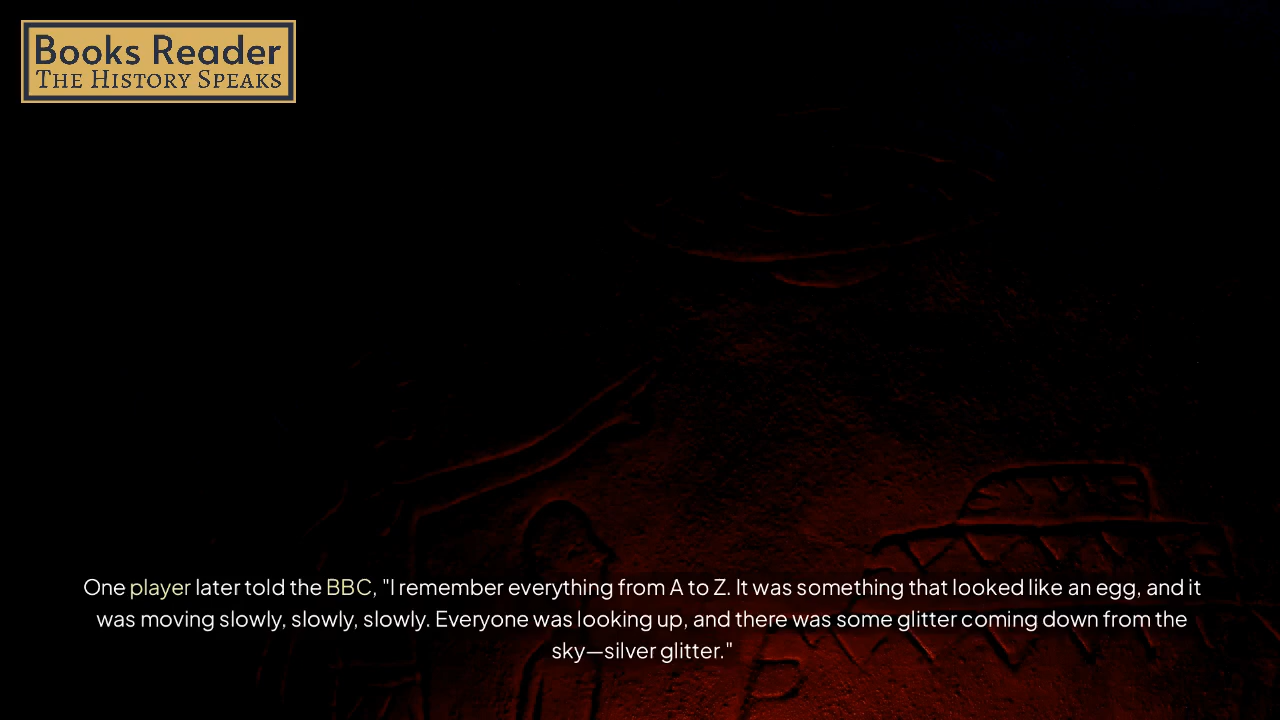 Books Reader
The History Speaks
One player later told the BBC, "I remember everything from A to Z. It was something that looked like an egg, and it
was moving slowly, slowly, slowly. Everyone was looking up, and there was some glitter coming down from the
sky—silver glitter."